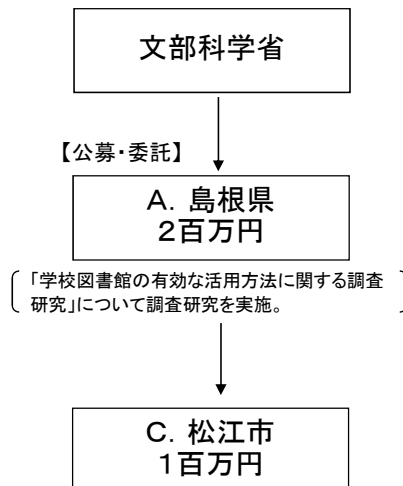 文部科学省
【公募・委託】
A. 島根県
2百万円
「学校図書館の有効な活用方法に関する調査
研究」について調査研究を実施。
C. 松江市
1百万円